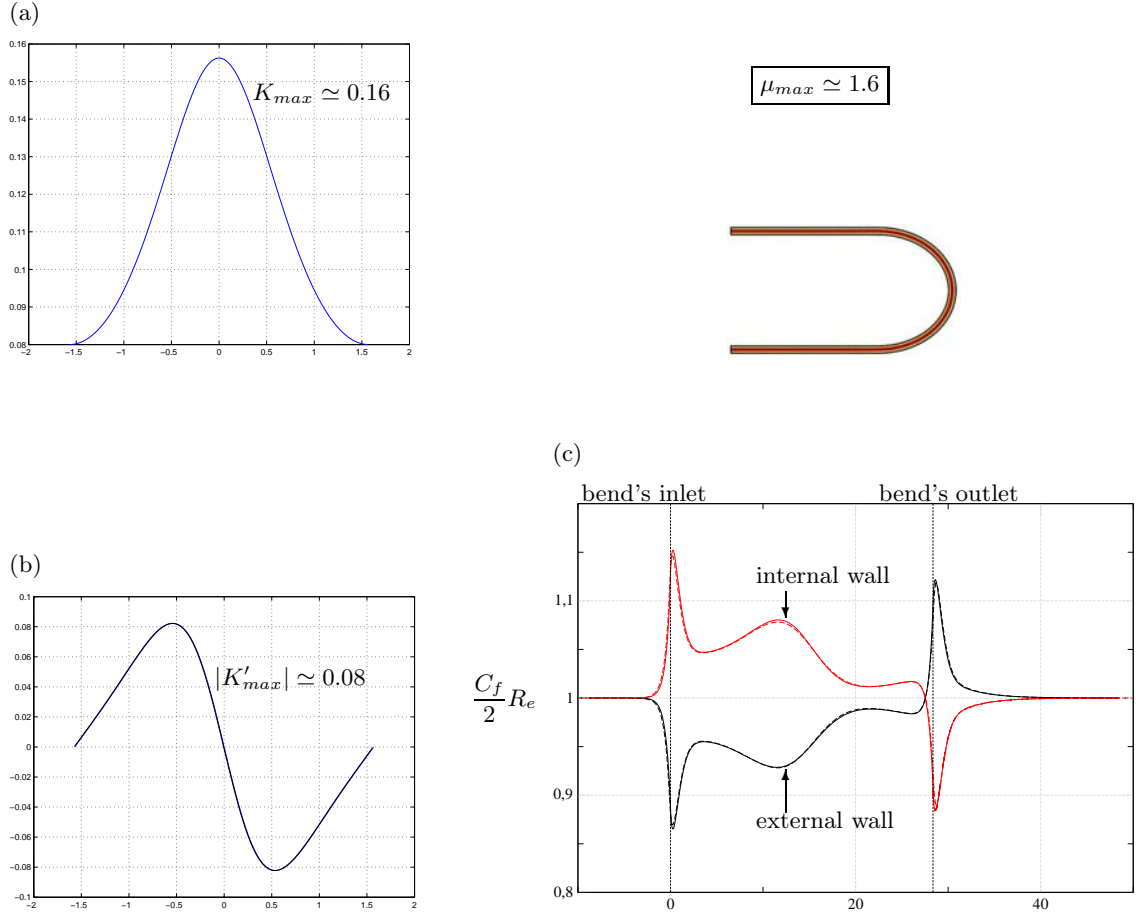 (a)
0.16
0.15
0.14
0.13
0.12
0.11
0.1
0.09
0.08
−2 −1.5 −1 −0.5 0 0.5 1 1.5 2
K_max ≃ 0.16
μ_max ≃ 1.6
(b)
0.1
0.08
0.06
0.04
0.02
0
−0.02
−0.04
−0.06
−0.08
−0.1
−2 −1.5 −1 −0.5 0 0.5 1 1.5 2
|K′_max| ≃ 0.08
(c)
bend's inlet bend's outlet
internal wall
external wall
C_f/2 R_e
1,1
1
0,9
0,8
0 20 40